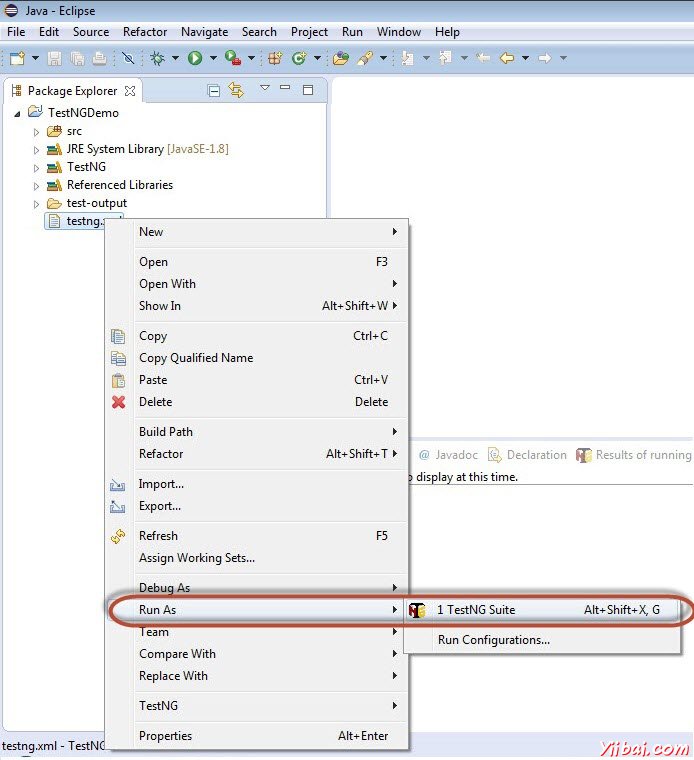 Java - Eclipse
File Edit Source Refactor Navigate Search Project Run Window Help
Package Explorer
TestNGDemo
src
JRE System Library [JavaSE-1.8]
TestNG
Referenced Libraries
test-output
testng.
New
Open F3
Open With
Show In Alt+Shift+W
Copy Ctrl+C
Copy Qualified Name
Paste Ctrl+V
Delete Delete
Build Path
Refactor Alt+Shift+T
Import...
Export...
Refresh F5
Assign Working Sets...
Debug As
Run As
Team
Compare With
Replace With
TestNG
Properties Alt+Enter
1 TestNG Suite Alt+Shift+X, G
Run Configurations...
@ Javadoc Declaration Results of running
display at this time.
testng.xml - TestNG
Yiibai.com